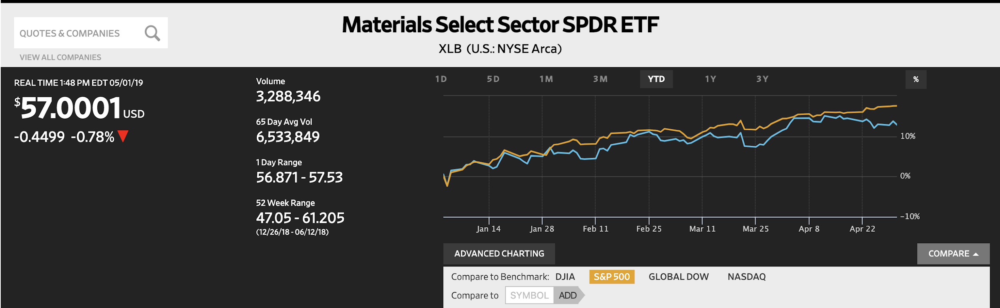 Materials Select Sector SPDR ETF
XLB (U.S.: NYSE Arca)
QUOTES & COMPANIES
VIEW ALL COMPANIES
REAL TIME 1:48 PM EDT 05/01/19
$57.0001 USD
-0.4499 -0.78%
Volume
3,288,346
65 Day Avg Vol
6,533,849
1 Day Range
56.871 - 57.53
52 Week Range
47.05 - 61.205
(12/26/18 - 06/12/18)
1D 5D 1M 3M YTD 1Y 3Y %
10%
0%
-10%
Jan 14 Jan 28 Feb 11 Feb 25 Mar 11 Mar 25 Apr 8 Apr 22
ADVANCED CHARTING COMPARE
Compare to Benchmark: DJIA S&P 500 GLOBAL DOW NASDAQ
Compare to SYMBOL ADD